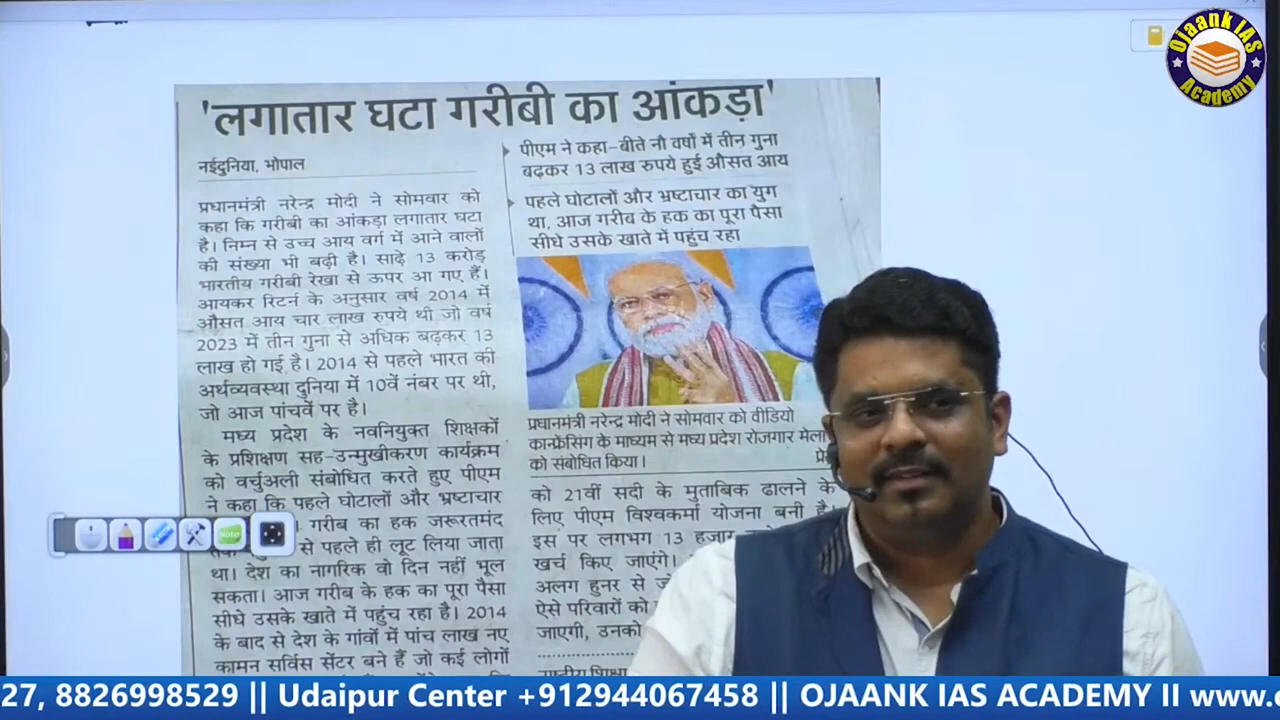 Ojaank IAS
Academy
'लगातार घटा गरीबी का आंकड़ा'
नईदुनिया, भोपाल
प्रधानमंत्री नरेन्द्र मोदी ने सोमवार को
कहा कि गरीबी का आंकड़ा लगातार घटा
है। निम्न से उच्च आय वर्ग में आने वालों
की संख्या भी बढ़ी है। साढ़े 13 करोड़
भारतीय गरीबी रेखा से ऊपर आ गए हैं।
आयकर रिटर्न के अनुसार वर्ष 2014 में
औसत आय चार लाख रुपये थी जो वर्ष
2023 में तीन गुना से अधिक बढ़कर 13
लाख हो गई है। 2014 से पहले भारत की
अर्थव्यवस्था दुनिया में 10वें नंबर पर थी,
जो आज पांचवें पर है।
मध्य प्रदेश के नवनियुक्त शिक्षकों
के प्रशिक्षण सह-उन्मुखीकरण कार्यक्रम
को वर्चुअली संबोधित करते हुए पीएम
ने कहा कि पहले घोटालों और भ्रष्टाचार
गरीब का हक जरूरतमंद
से पहले ही लूट लिया जाता
था। देश का नागरिक वो दिन नहीं भूल
सकता। आज गरीब के हक का पूरा पैसा
सीधे उसके खाते में पहुंच रहा है। 2014
के बाद से देश के गांवों में पांच लाख नए
कामन सर्विस सेंटर बने हैं जो कई लोगों
पीएम ने कहा-बीते नौ वर्षों में तीन गुना
बढ़कर 13 लाख रुपये हुई औसत आय
पहले घोटालों और भ्रष्टाचार का युग
था, आज गरीब के हक का पूरा पैसा
सीधे उसके खाते में पहुंच रहा
प्रधानमंत्री नरेन्द्र मोदी ने सोमवार को वीडियो
कान्फ्रेंसिंग के माध्यम से मध्य प्रदेश रोजगार मेला
को संबोधित किया।
को 21वीं सदी के मुताबिक ढालने के
लिए पीएम विश्वकर्मा योजना बनी है।
इस पर लगभग 13 हजार
खर्च किए जाएंगे।
अलग हुनर से
ऐसे परिवारों को
जाएगी, उनको
राष्ट्रीय शिक्षा
Note
27, 8826998529 || Udaipur Center +912944067458 || OJAANK IAS ACADEMY II www.